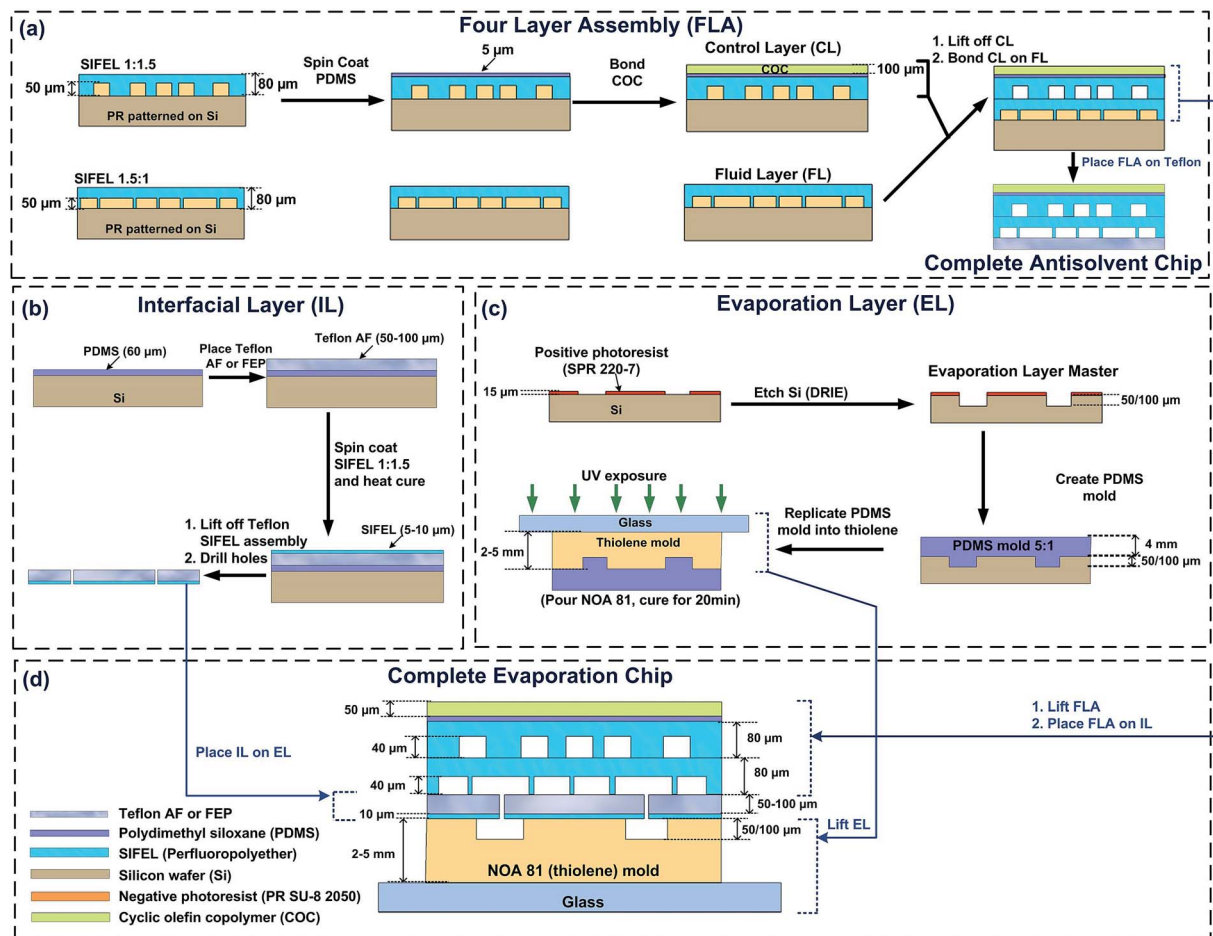 (a)
Four Layer Assembly (FLA)
SIFEL 1:1.5
50 µm
80 µm
PR patterned on Si
Spin Coat
PDMS
5 µm
Bond
COC
Control Layer (CL)
COC
100 µm
1. Lift off CL
2. Bond CL on FL
SIFEL 1.5:1
50 µm
80 µm
PR patterned on Si
Fluid Layer (FL)
Place FLA on Teflon
Complete Antisolvent Chip
(b)
Interfacial Layer (IL)
PDMS (60 µm)
Si
Place Teflon
AF or FEP
Teflon AF (50-100 µm)
Spin coat
SIFEL 1:1.5
and heat cure
SIFEL (5-10 µm)
1. Lift off Teflon
SIFEL assembly
2. Drill holes
(c)
Evaporation Layer (EL)
Positive photoresist
(SPR 220-7)
15 µm
Si
Etch Si (DRIE)
Evaporation Layer Master
50/100 µm
Create PDMS
mold
PDMS mold 5:1
4 mm
50/100 µm
Replicate PDMS
mold into thiolene
UV exposure
Glass
Thiolene mold
2-5 mm
(Pour NOA 81, cure for 20min)
(d)
Complete Evaporation Chip
50 µm
40 µm
40 µm
10 µm
2-5 mm
80 µm
80 µm
50-100 µm
50/100 µm
NOA 81 (thiolene) mold
Glass
Place IL on EL
1. Lift FLA
2. Place FLA on IL
Lift EL
Teflon AF or FEP
Polydimethyl siloxane (PDMS)
SIFEL (Perfluoropolyether)
Silicon wafer (Si)
Negative photoresist (PR SU-8 2050)
Cyclic olefin copolymer (COC)